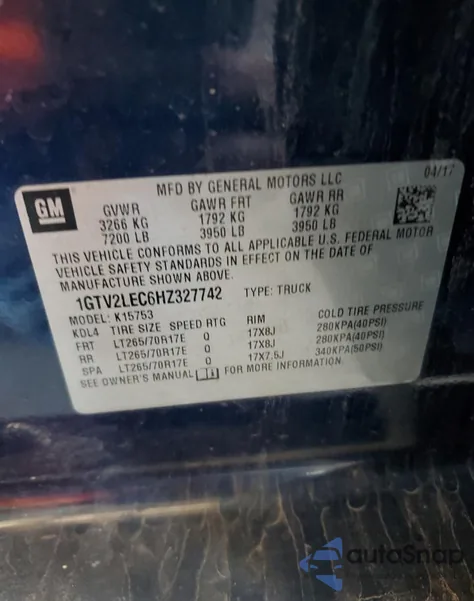 GM
MFD BY GENERAL MOTORS LLC
04/17
GVWR GAWR FRT GAWR RR
3266 KG 1792 KG 1792 KG
7200 LB 3950 LB 3950 LB
THIS VEHICLE CONFORMS TO ALL APPLICABLE U.S. FEDERAL MOTOR
VEHICLE SAFETY STANDARDS IN EFFECT ON THE DATE OF
MANUFACTURE SHOWN ABOVE.
1GTV2LEC6HZ327742 TYPE: TRUCK
MODEL: K15753
KDL4 TIRE SIZE SPEED RTG RIM COLD TIRE PRESSURE
FRT LT265/70R17E Q 17X8J 280KPA(40PSI)
RR LT265/70R17E Q 17X8J 280KPA(40PSI)
SPA LT265/70R17E Q 17X7.5J 340KPA(50PSI)
SEE OWNER'S MANUAL FOR MORE INFORMATION.
autoSnap